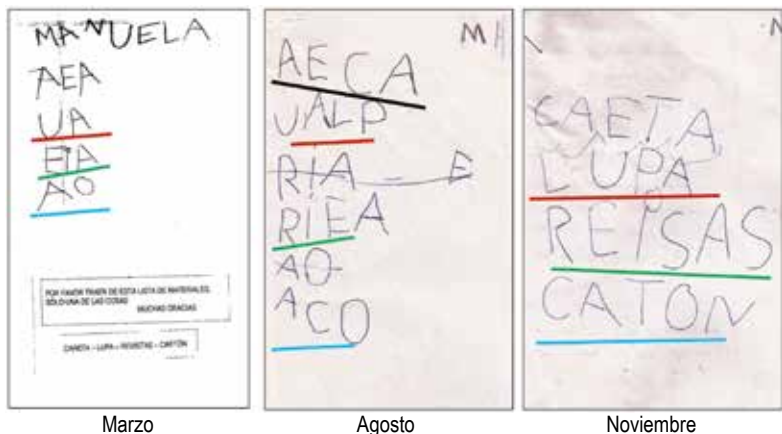 MANUELA
AEA
UA
EIA
AO
POR FAVOR TRAER DE ESTA LISTA DE MATERIALES,
SÓLO UNA DE LAS COSAS
MUCHAS GRACIAS
CARETA – LUPA – REVISTAS – CARTÓN
Marzo
M
AECA
UALP
RIA E
RIEA
AO
ACO
Agosto
CAETA
LUPA
REISAS
CATON
Noviembre